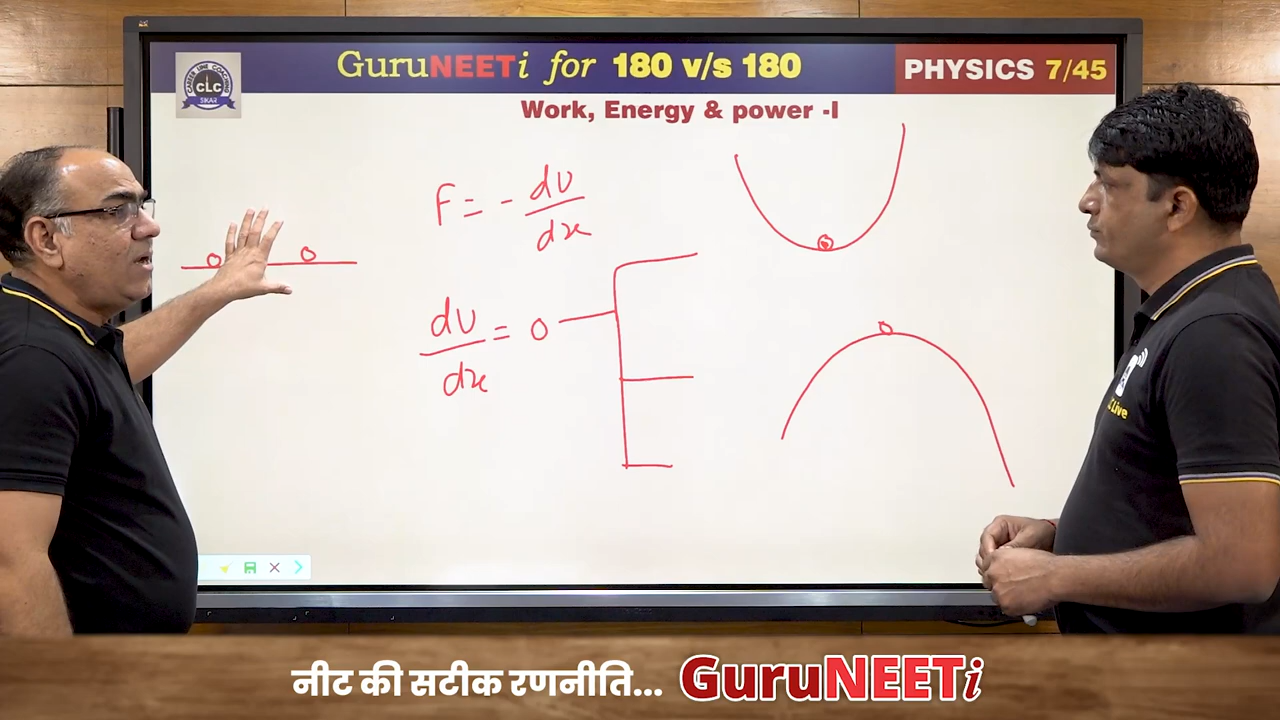 GuruNEETi for 180 v/s 180
PHYSICS 7/45
CAREER LINE COACHING
CLC
SIKAR
Work, Energy & power -I
F = - dU/dx
dU/dx = 0
Live
नीट की सटीक रणनीति...
GuruNEETi